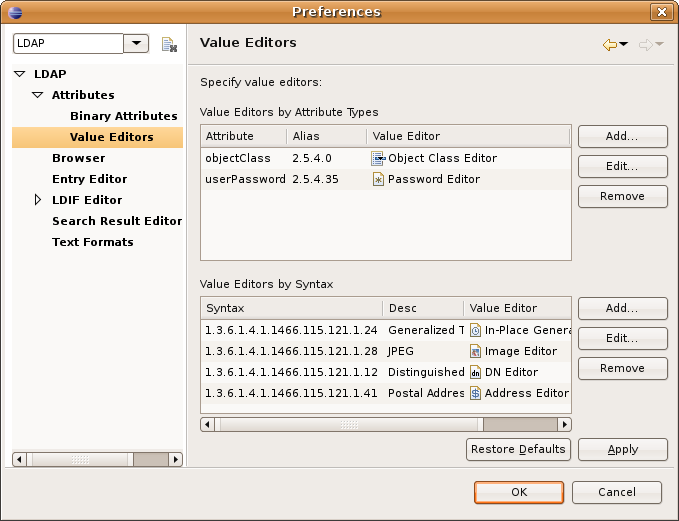 Preferences
LDAP
Value Editors
LDAP
Attributes
Binary Attributes
Value Editors
Browser
Entry Editor
LDIF Editor
Search Result Editor
Text Formats
Specify value editors:
Value Editors by Attribute Types
Attribute Alias Value Editor
objectClass 2.5.4.0 Object Class Editor
userPassword 2.5.4.35 Password Editor
Add...
Edit...
Remove
Value Editors by Syntax
Syntax Desc Value Editor
1.3.6.1.4.1.1466.115.121.1.24 Generalized T In-Place Genera
1.3.6.1.4.1.1466.115.121.1.28 JPEG Image Editor
1.3.6.1.4.1.1466.115.121.1.12 Distinguished dn DN Editor
1.3.6.1.4.1.1466.115.121.1.41 Postal Addres $ Address Editor
Add...
Edit...
Remove
Restore Defaults Apply
OK Cancel